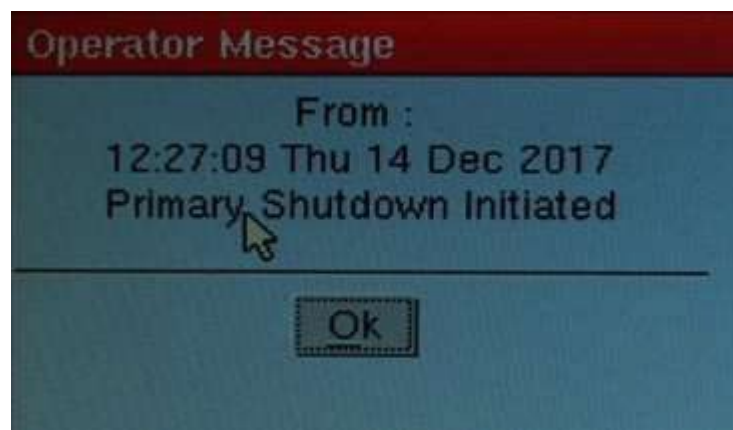 Operator Message
From :
12:27:09 Thu 14 Dec 2017
Primary Shutdown Initiated
Ok